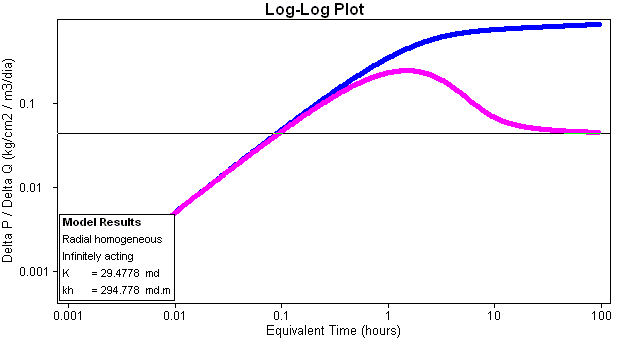 Log-Log Plot
Delta P / Delta Q (kg/cm2 / m3/dia)
0.1
0.01
0.001
Model Results
Radial homogeneous
Infinitely acting
K = 29.4778 md
kh = 294.778 md.m
0.001 0.01 0.1 1 10 100
Equivalent Time (hours)